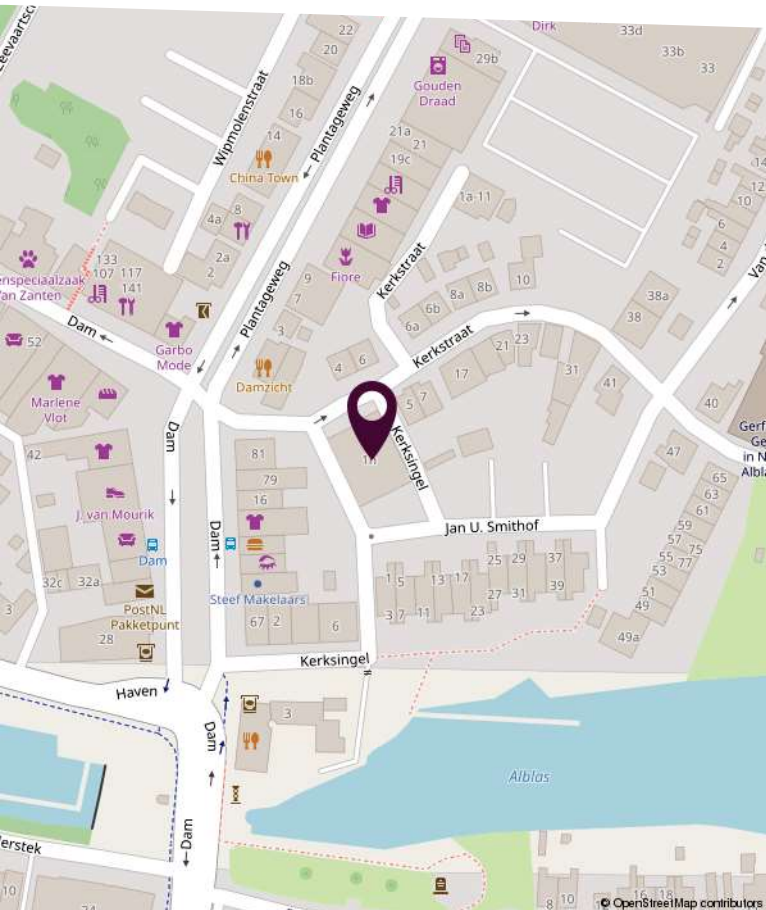 Dirk
33d
33b
33
22
20
29b
Gouden
Draad
18b
16
14
Wipmolenstraat
Plantageweg
21a
21
19c
China Town
1a-11
14
12
10
6
4
2
4a
8
2a
2
Kerkstraat
Fiore
133
107
117
141
Van Zanten
9
7
Plantageweg
6b
8a
8b
10
6a
38a
38
Dam
52
Garbo
Mode
3
Damzicht
4
6
Kerkstraat
21
23
17
31
41
40
5
7
Marlene
Vlot
42
Dam
81
79
16
Kerksingel
47
65
63
61
59
57
75
55
77
53
51
49
49a
J. van Mourik
Dam
Dam
Jan U. Smithof
1
5
13
17
25
29
37
3
7
11
23
27
31
39
32c
32a
3
PostNL
Pakketpunt
28
Steef Makelaars
67
2
6
Kerksingel
Haven
Dam
3
Alblas
Dam
10
8
10
16
18
© OpenStreetMap contributors